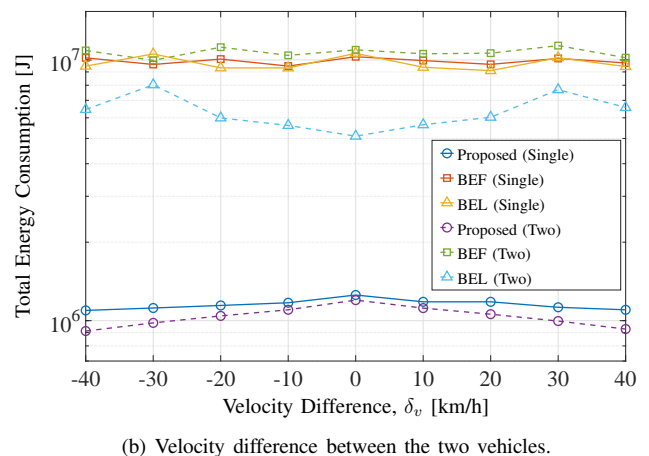 10^7
10^6
Total Energy Consumption [J]
Proposed (Single)
BEF (Single)
BEL (Single)
Proposed (Two)
BEF (Two)
BEL (Two)
-40 -30 -20 -10 0 10 20 30 40
Velocity Difference, δ_v [km/h]
(b) Velocity difference between the two vehicles.